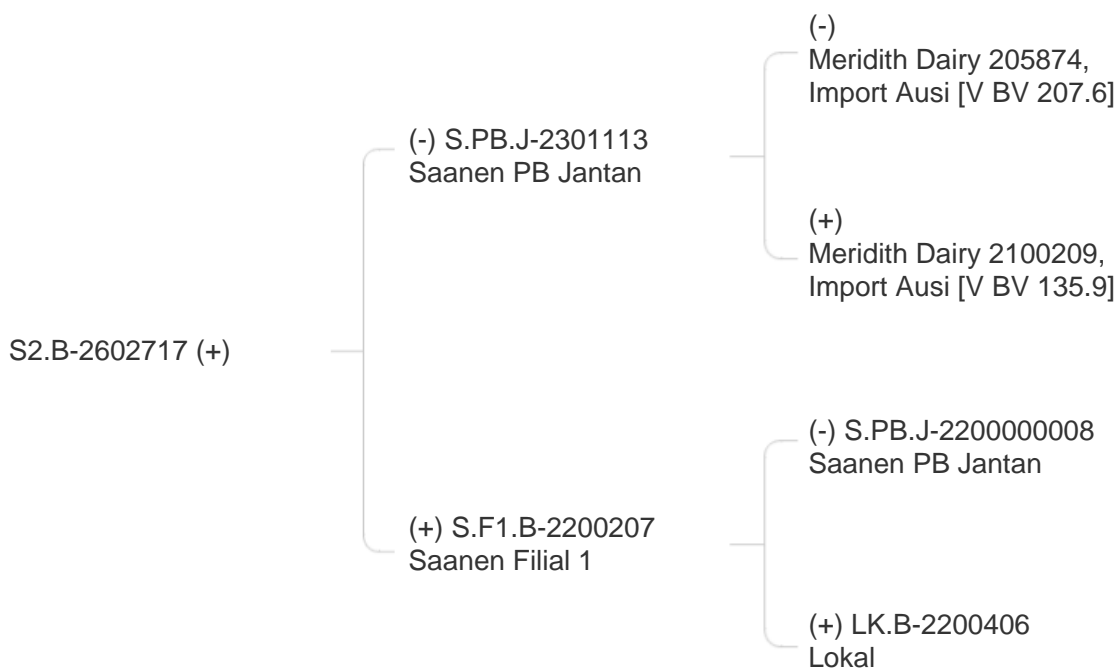 (-)
Meridith Dairy 205874,
Import Ausi [V BV 207.6]
(-) S.PB.J-2301113
Saanen PB Jantan
(+)
Meridith Dairy 2100209,
Import Ausi [V BV 135.9]
S2.B-2602717 (+)
(-) S.PB.J-2200000008
Saanen PB Jantan
(+) S.F1.B-2200207
Saanen Filial 1
(+) LK.B-2200406
Lokal